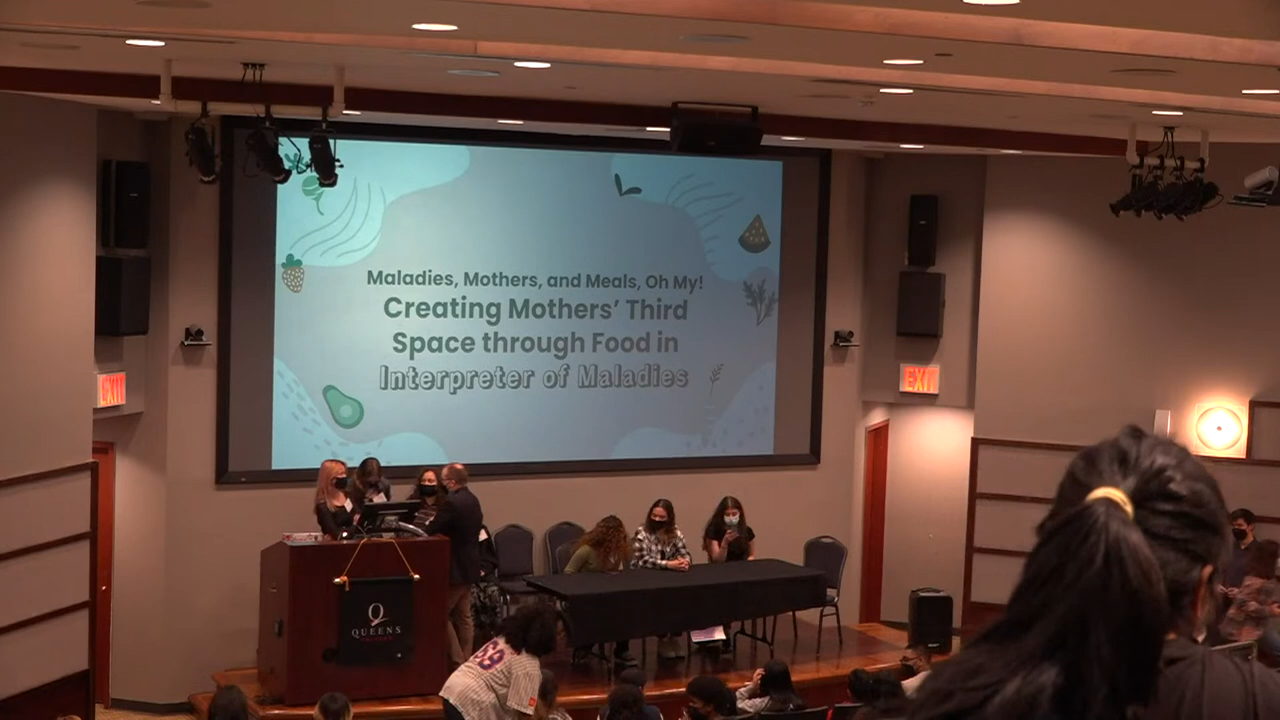 Maladies, Mothers, and Meals, Oh My!
Creating Mothers' Third
Space through Food in
Interpreter of Maladies
EXIT
EXIT
Q
QUEENS
COLLEGE
69